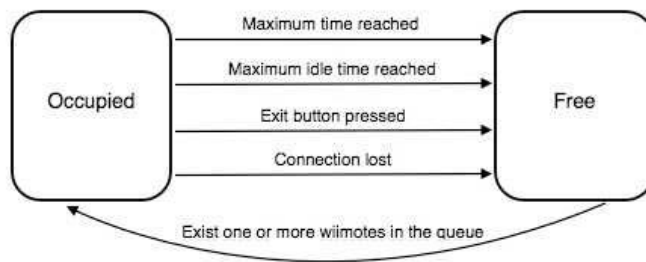 Maximum time reached
Maximum idle time reached
Occupied
Free
Exit button pressed
Connection lost
Exist one or more wiimotes in the queue